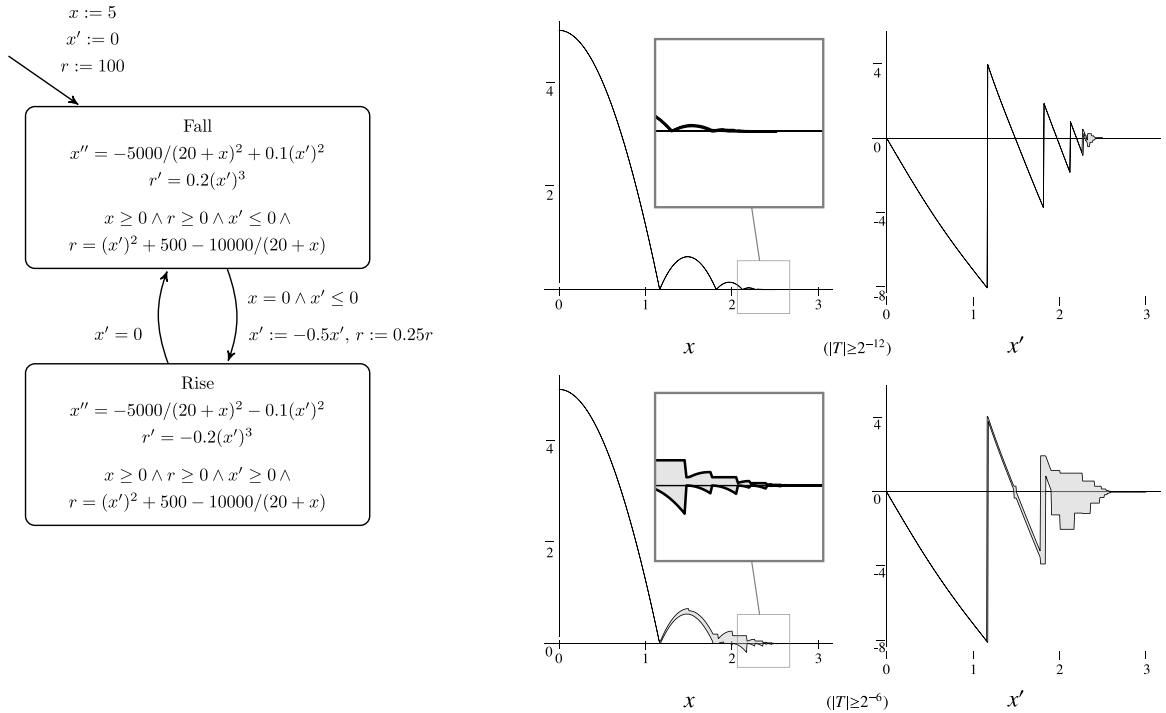 x := 5
x′ := 0
r := 100
Fall
x″ = −5000/(20 + x)² + 0.1(x′)²
r′ = 0.2(x′)³
x ≥ 0 ∧ r ≥ 0 ∧ x′ ≤ 0 ∧
r = (x′)² + 500 − 10000/(20 + x)
x = 0 ∧ x′ ≤ 0
x′ = 0
x′ := −0.5x′, r := 0.25r
Rise
x″ = −5000/(20 + x)² − 0.1(x′)²
r′ = −0.2(x′)³
x ≥ 0 ∧ r ≥ 0 ∧ x′ ≥ 0 ∧
r = (x′)² + 500 − 10000/(20 + x)
4
2
0 1 2 3
x
4
0
-4
-8
0 1 2 3
x′
(|T|≥2⁻¹²)
4
2
0
0 1 2 3
x
4
0
-4
-8
0 1 2 3
x′
(|T|≥2⁻⁶)